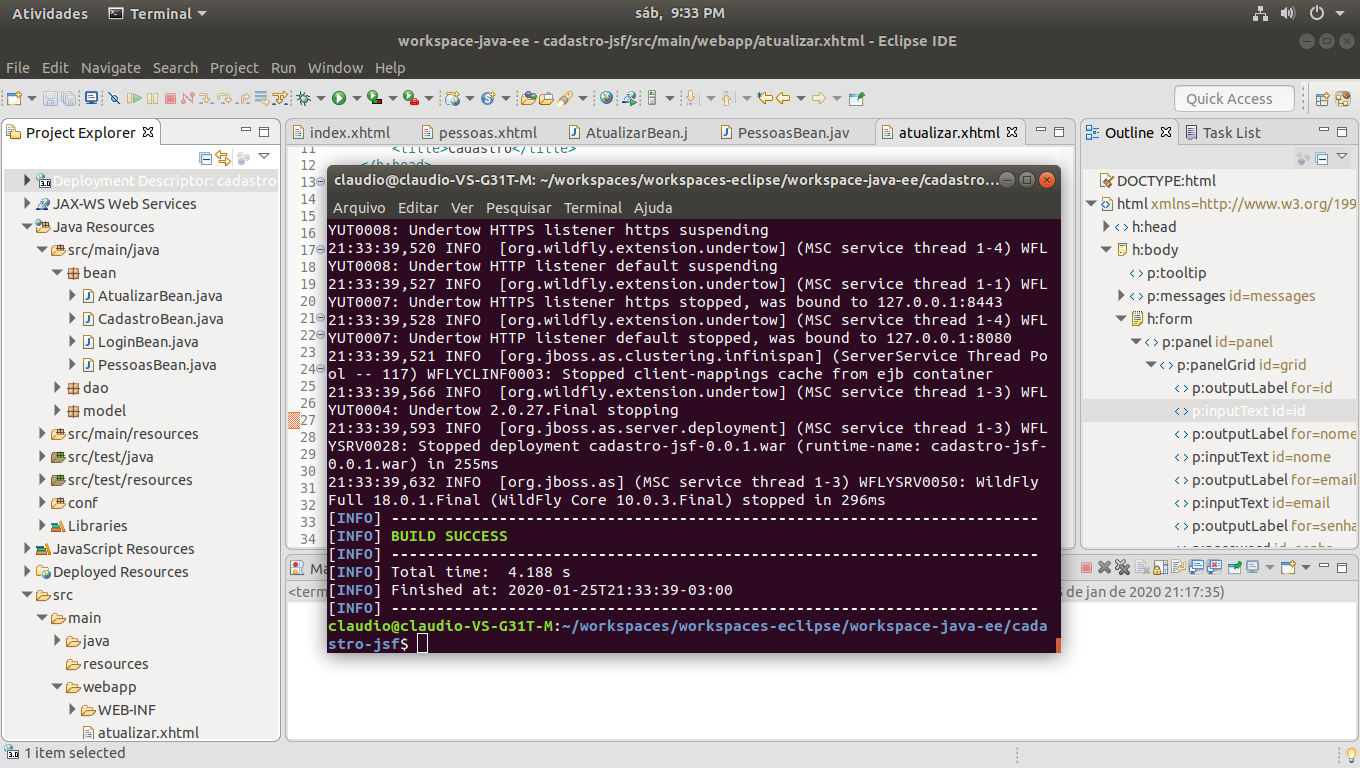 Atividades
Terminal
sáb, 9:33 PM
workspace-java-ee - cadastro-jsf/src/main/webapp/atualizar.xhtml - Eclipse IDE
File Edit Navigate Search Project Run Window Help
Quick Access
Project Explorer
Deployment Descriptor: cadastro
JAX-WS Web Services
Java Resources
src/main/java
bean
AtualizarBean.java
CadastroBean.java
LoginBean.java
PessoasBean.java
dao
model
src/main/resources
src/test/java
src/test/resources
conf
Libraries
JavaScript Resources
Deployed Resources
src
main
java
resources
webapp
WEB-INF
atualizar.xhtml
index.xhtml pessoas.xhtml AtualizarBean.j PessoasBean.jav atualizar.xhtml
11 <title>Cadastro</title>
12 </h:head>
13
14
15
16
17
18
19
20
21
22
23
24
25
26
27
28
29
30
31
32
33
34
claudio@claudio-VS-G31T-M: ~/workspaces/workspaces-eclipse/workspace-java-ee/cadastro...
Arquivo Editar Ver Pesquisar Terminal Ajuda
YUT0008: Undertow HTTPS listener https suspending
21:33:39,520 INFO  [org.wildfly.extension.undertow] (MSC service thread 1-4) WFL
YUT0008: Undertow HTTP listener default suspending
21:33:39,527 INFO  [org.wildfly.extension.undertow] (MSC service thread 1-1) WFL
YUT0007: Undertow HTTPS listener https stopped, was bound to 127.0.0.1:8443
21:33:39,528 INFO  [org.wildfly.extension.undertow] (MSC service thread 1-4) WFL
YUT0007: Undertow HTTP listener default stopped, was bound to 127.0.0.1:8080
21:33:39,521 INFO  [org.jboss.as.clustering.infinispan] (ServerService Thread Po
ol -- 117) WFLYCLINF0003: Stopped client-mappings cache from ejb container
21:33:39,566 INFO  [org.wildfly.extension.undertow] (MSC service thread 1-3) WFL
YUT0004: Undertow 2.0.27.Final stopping
21:33:39,593 INFO  [org.jboss.as.server.deployment] (MSC service thread 1-3) WFL
YSRV0028: Stopped deployment cadastro-jsf-0.0.1.war (runtime-name: cadastro-jsf-
0.0.1.war) in 255ms
21:33:39,632 INFO  [org.jboss.as] (MSC service thread 1-3) WFLYSRV0050: WildFly
Full 18.0.1.Final (WildFly Core 10.0.3.Final) stopped in 296ms
[INFO] ------------------------------------------------------------------------
[INFO] BUILD SUCCESS
[INFO] ------------------------------------------------------------------------
[INFO] Total time:  4.188 s
[INFO] Finished at: 2020-01-25T21:33:39-03:00
[INFO] ------------------------------------------------------------------------
claudio@claudio-VS-G31T-M:~/workspaces/workspaces-eclipse/workspace-java-ee/cada
stro-jsf$
Outline Task List
DOCTYPE:html
html xmlns=http://www.w3.org/199
h:head
h:body
p:tooltip
p:messages id=messages
h:form
p:panel id=panel
p:panelGrid id=grid
p:outputLabel for=id
p:inputText id=id
p:outputLabel for=nome
p:inputText id=nome
p:outputLabel for=email
p:inputText id=email
p:outputLabel for=senha
p:password id=senha
Ma
<term
de jan de 2020 21:17:35)
1 item selected